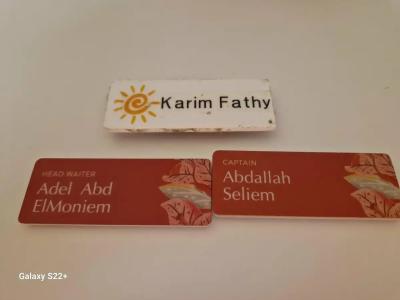 Karim Fathy
HEAD WAITER
Adel Abd
ElMoniem
CAPTAIN
Abdallah
Seliem
Galaxy S22+